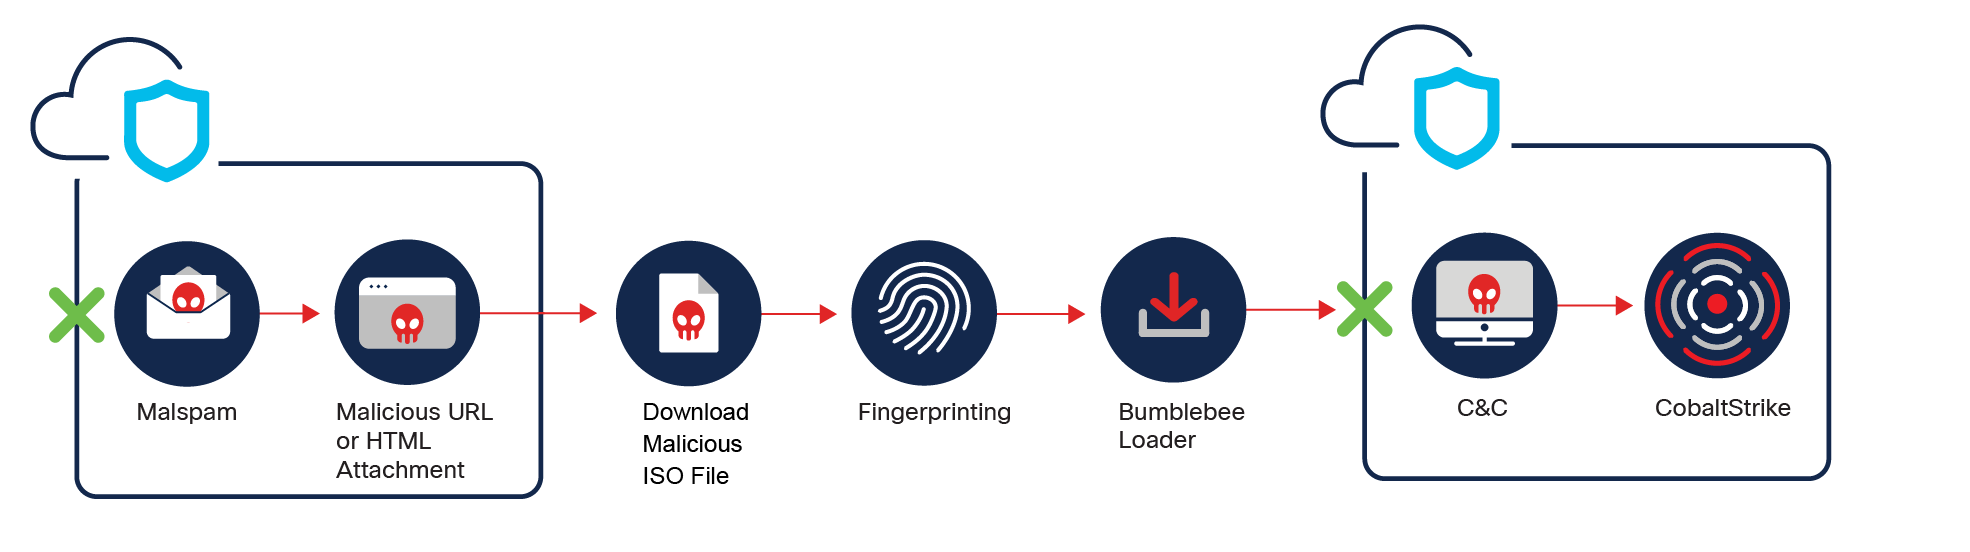 Malspam
Malicious URL
or HTML
Attachment
Download
Malicious
ISO File
Fingerprinting
Bumblebee
Loader
C&C
CobaltStrike